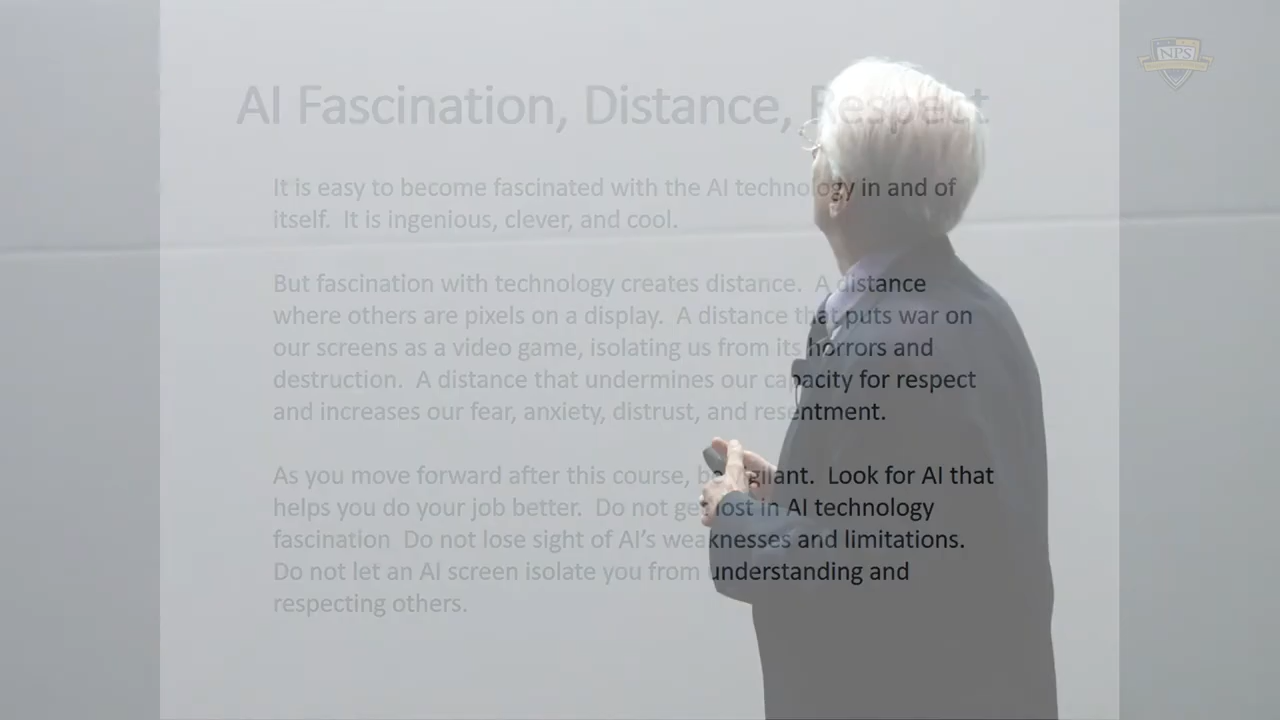 NPS
AI Fascination, Distance, Respect
It is easy to become fascinated with the AI technology in and of
itself. It is ingenious, clever, and cool.
But fascination with technology creates distance. A distance
where others are pixels on a display. A distance that puts war on
our screens as a video game, isolating us from its horrors and
destruction. A distance that undermines our capacity for respect
and increases our fear, anxiety, distrust, and resentment.
As you move forward after this course, be vigilant. Look for AI that
helps you do your job better. Do not get lost in AI technology
fascination Do not lose sight of AI's weaknesses and limitations.
Do not let an AI screen isolate you from understanding and
respecting others.